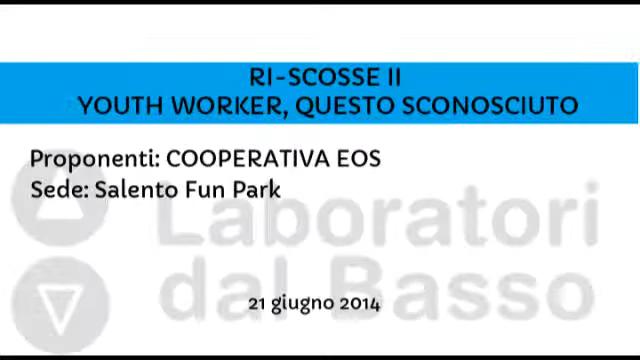 RI-SCOSSE II
YOUTH WORKER, QUESTO SCONOSCIUTO
Proponenti: COOPERATIVA EOS
Sede: Salento Fun Park
Laboratori
dal Basso
21 giugno 2014